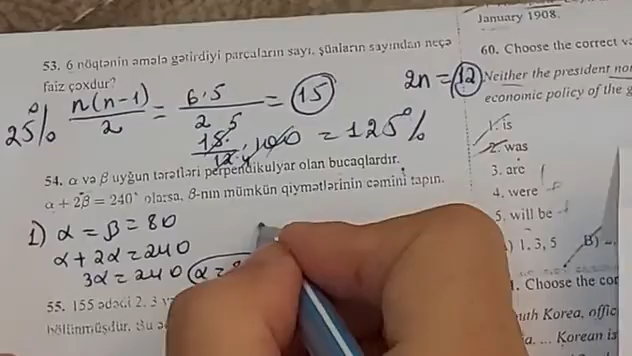 January 1908.
53. 6 nöqtənin əmələ gətirdiyi parçaların sayı, şüaların sayından neçə
faiz çoxdur?
25%
n(n-1)/2 = 6·5/2 = 15
2n = 12
15/12 · 100 = 125%
54. α və β uyğun tərəfləri perpendikulyar olan bucaqlardır.
α + 2β = 240° olarsa, β-nın mümkün qiymətlərinin cəmini tapın.
1) α = β = 80
α + 2α = 240
3α = 240 α =
55. 155 ədədi 2, 3
bölünmüşdür. Bu
60. Choose the correct
Neither the president
economic policy of the
1. is
2. was
3. are
4. were
5. will be
) 1, 3, 5 B)
1. Choose the
Korea,
... Korean is